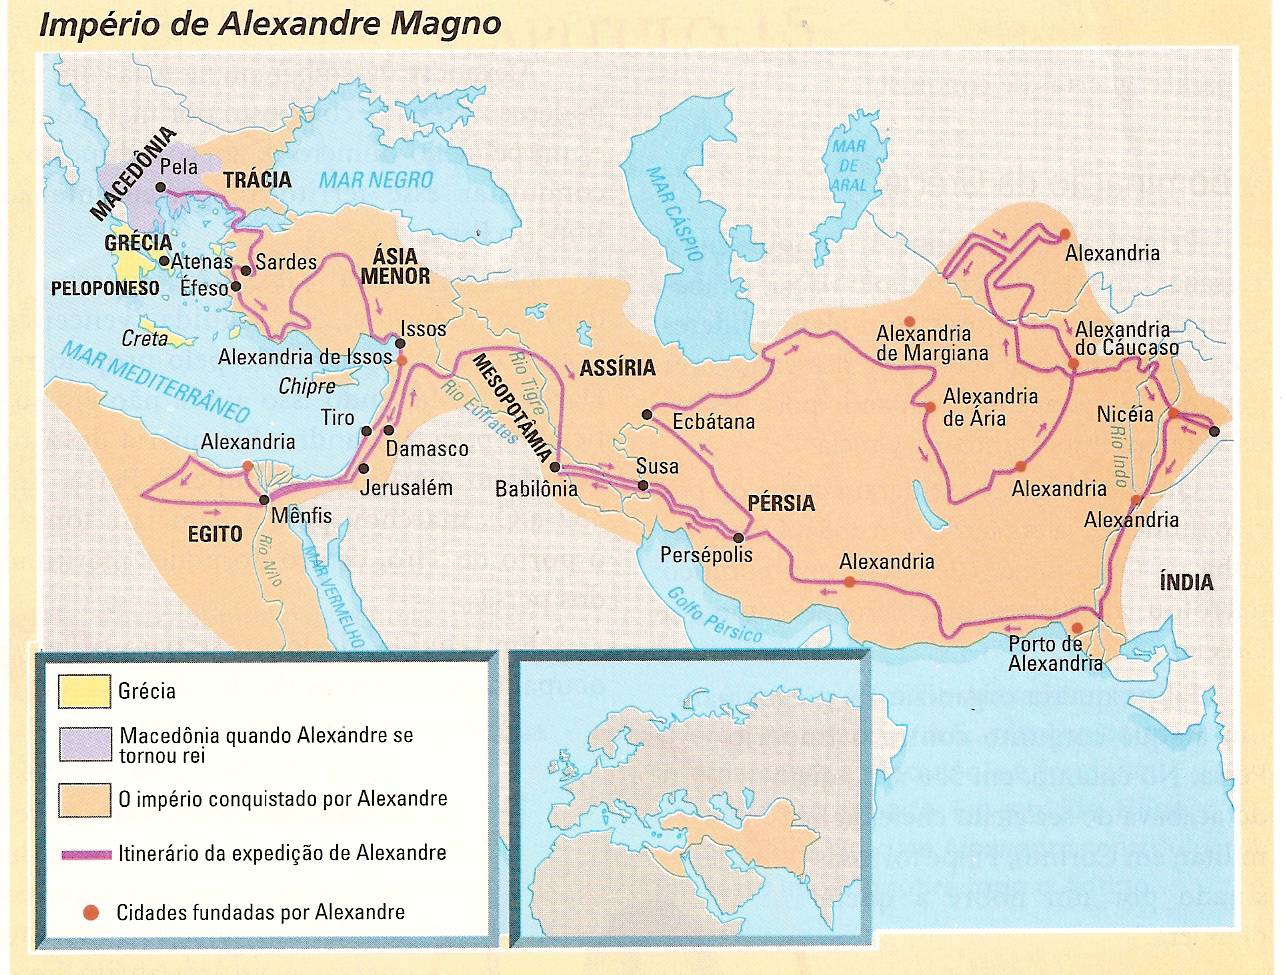 Império de Alexandre Magno
MACEDÔNIA
Pela
TRÁCIA
MAR NEGRO
MAR CÁSPIO
MAR
DE
ARAL
GRÉCIA
Atenas
Sardes
ÁSIA
MENOR
PELOPONESO
Éfeso
Creta
MAR MEDITERRÂNEO
Issos
Alexandria de Issos
Chipre
Tiro
Damasco
Alexandria
Jerusalém
Mênfis
EGITO
Rio Nilo
MAR VERMELHO
MESOPOTÂMIA
Rio Tigre
Rio Eufrates
ASSÍRIA
Ecbátana
Babilônia
Susa
PÉRSIA
Persépolis
Golfo Pérsico
Alexandria
Alexandria
de Margiana
Alexandria
do Cáucaso
Alexandria
de Ária
Nicéia
Rio Indo
Alexandria
Alexandria
Alexandria
ÍNDIA
Porto de
Alexandria
Grécia
Macedônia quando Alexandre se
tornou rei
O império conquistado por Alexandre
Itinerário da expedição de Alexandre
Cidades fundadas por Alexandre